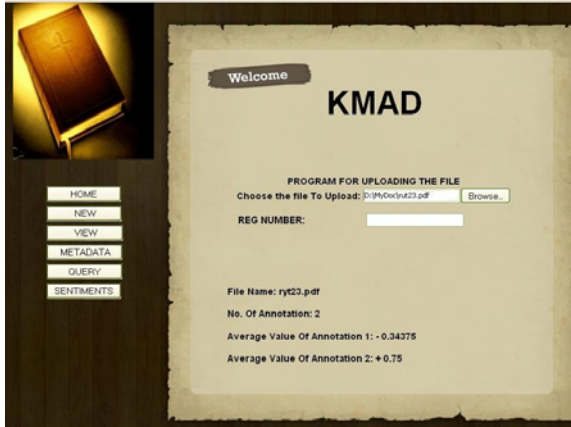 Welcome
KMAD
HOME
NEW
VIEW
METADATA
QUERY
SENTIMENTS
PROGRAM FOR UPLOADING THE FILE
Choose the file To Upload: D:\MyDoc\rut23.pdf Browse..
REG NUMBER:
File Name: ryt23.pdf
No. Of Annotation: 2
Average Value Of Annotation 1: - 0.34375
Average Value Of Annotation 2: + 0.75